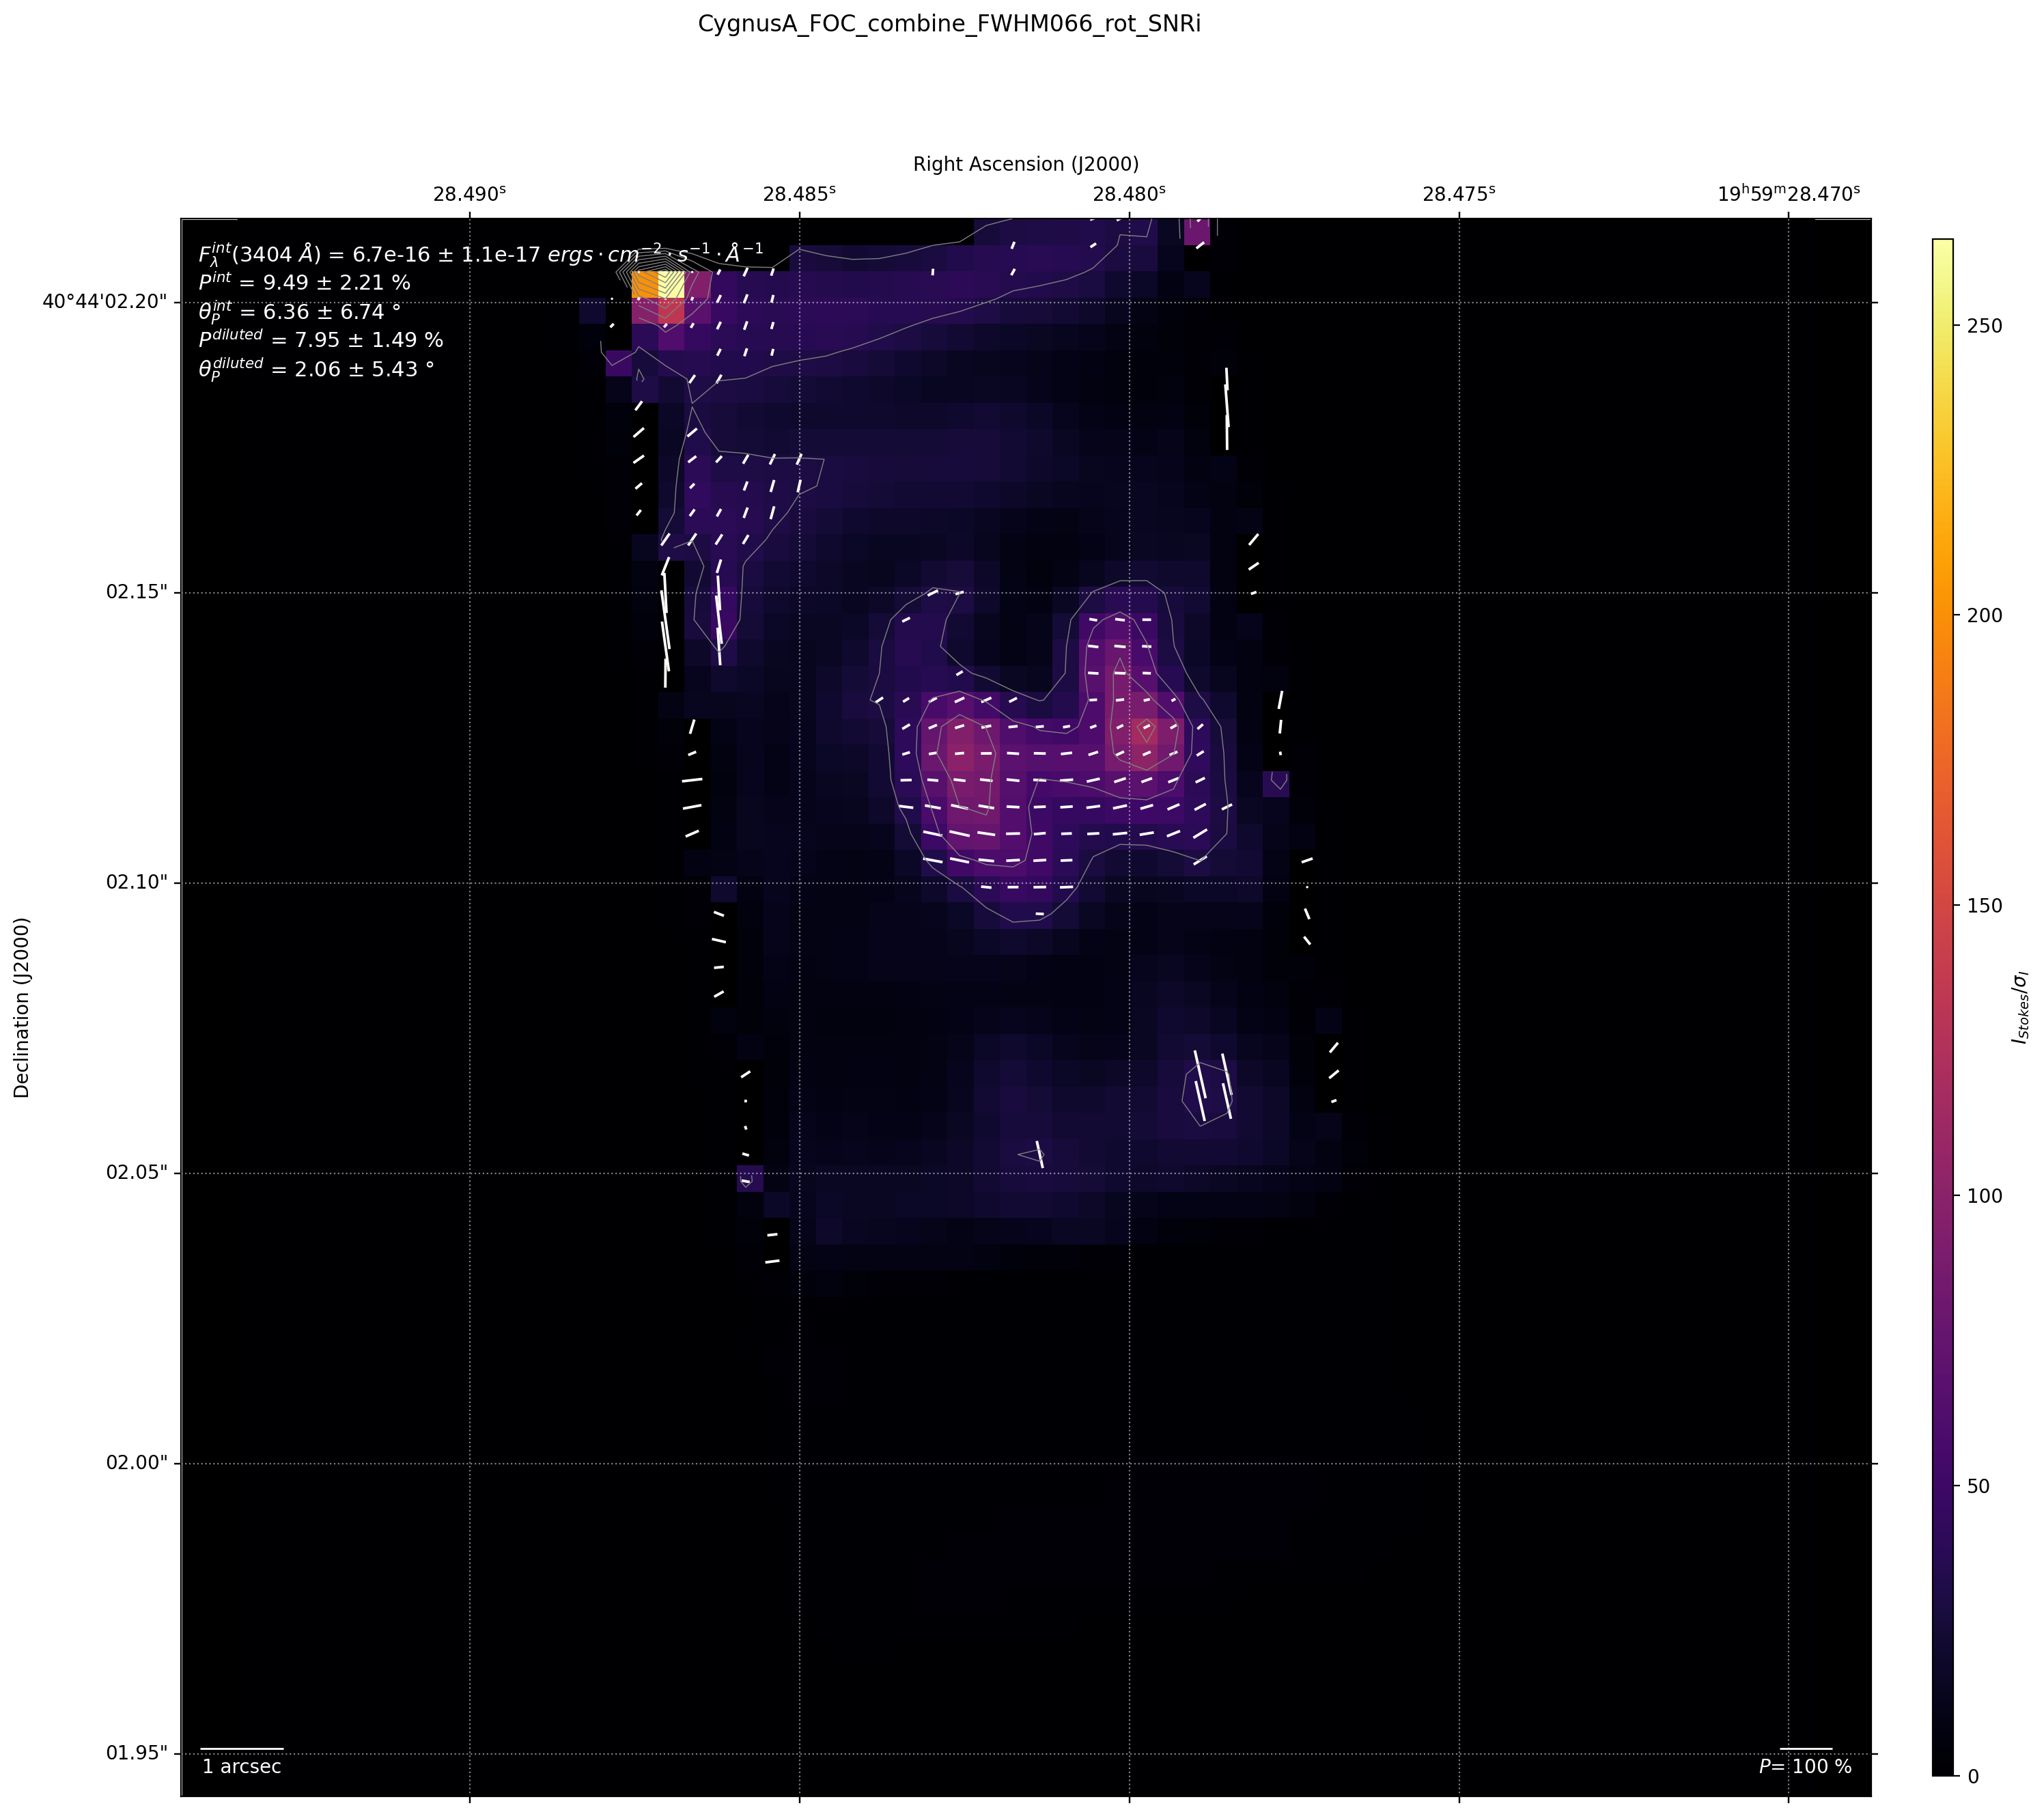 CygnusA_FOC_combine_FWHM066_rot_SNRi
Right Ascension (J2000)
28.490ˢ 28.485ˢ 28.480ˢ 28.475ˢ 19ʰ59ᵐ28.470ˢ
F_λ^int(3404 Å) = 6.7e-16 ± 1.1e-17 ergs · cm⁻² · s⁻¹ · Å⁻¹
P^int = 9.49 ± 2.21 %
θ_P^int = 6.36 ± 6.74 °
P^diluted = 7.95 ± 1.49 %
θ_P^diluted = 2.06 ± 5.43 °
40°44'02.20"
02.15"
02.10"
02.05"
02.00"
01.95"
Declination (J2000)
1 arcsec
P= 100 %
250
200
150
100
50
0
I_Stokes/σ_I